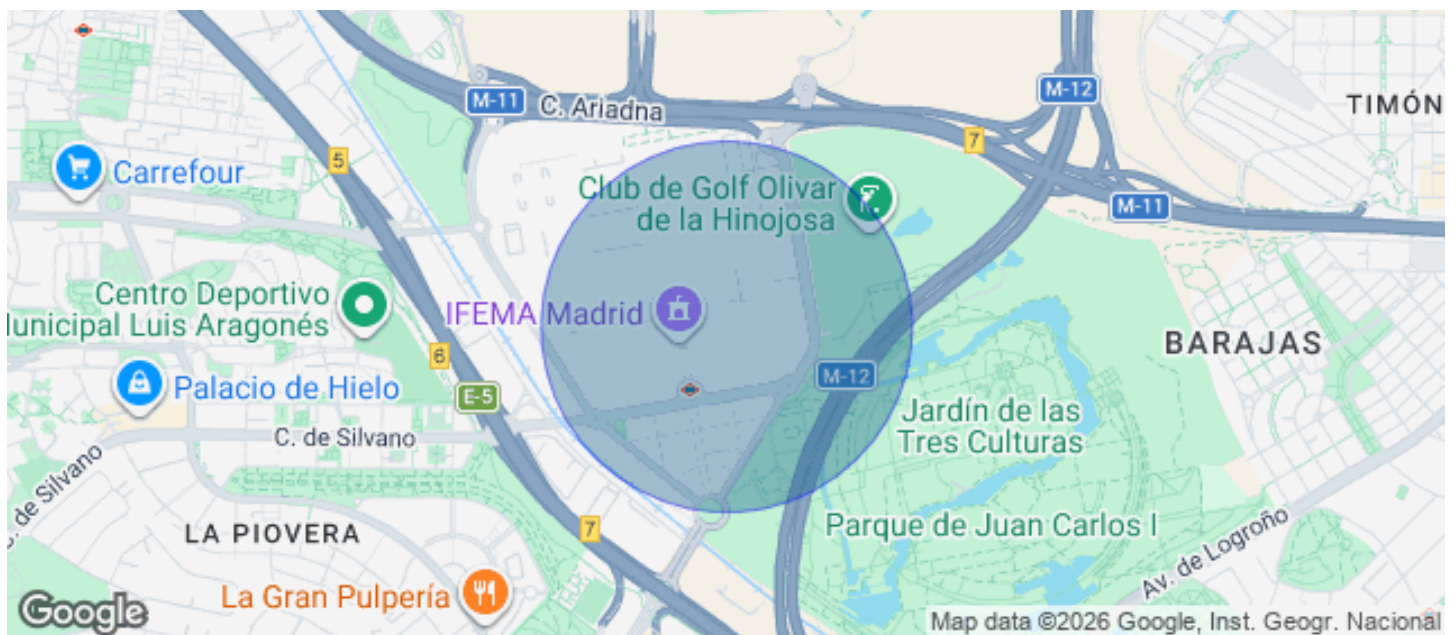 M-11
C. Ariadna
M-12
7
TIMÓN
5
Carrefour
Club de Golf Olivar
de la Hinojosa
M-11
Centro Deportivo
unicipal Luis Aragonés
IFEMA Madrid
BARAJAS
6
Palacio de Hielo
E-5
M-12
C. de Silvano
Jardín de las
Tres Culturas
C. de Silvano
LA PIOVERA
7
Parque de Juan Carlos I
Av. de Logroño
La Gran Pulpería
Google
Map data ©2026 Google, Inst. Geogr. Nacional